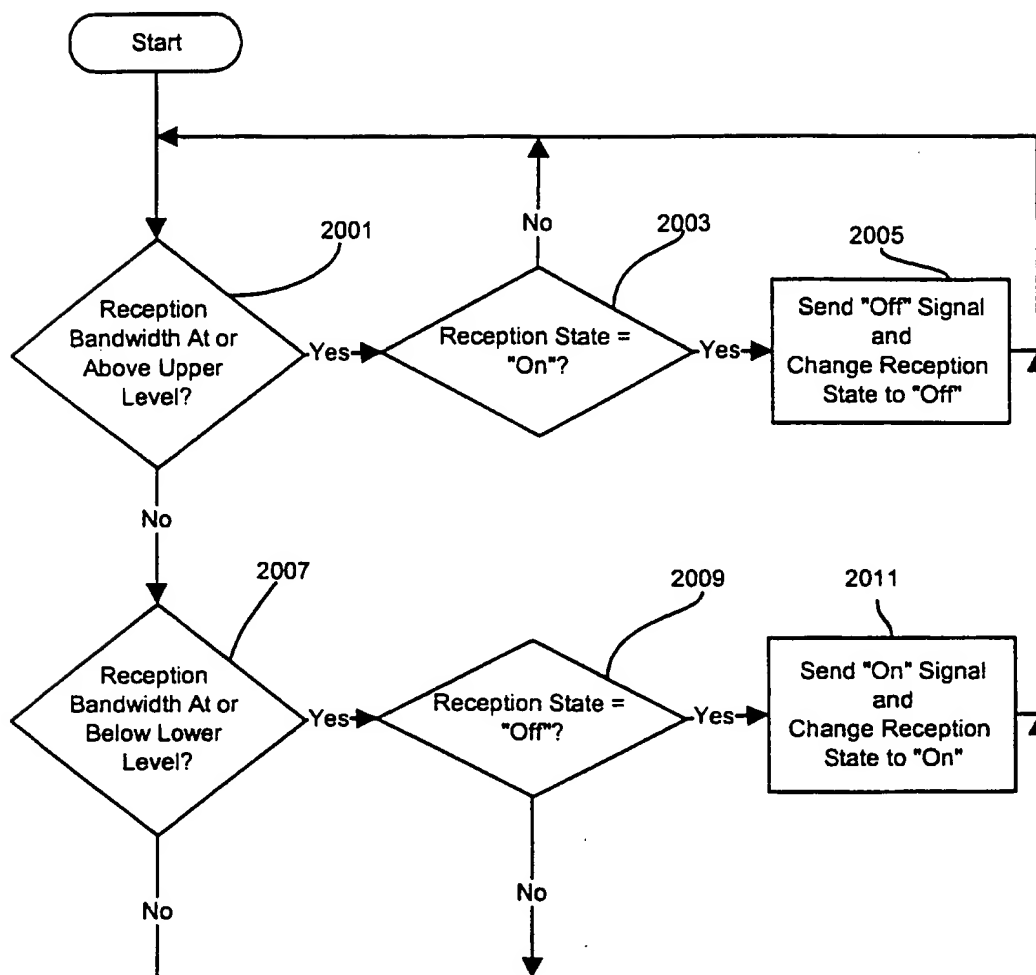 Start
No
2001
2003
2005
Reception
Bandwidth At or
Above Upper
Level?
Yes
Reception State =
"On"?
Yes
Send "Off" Signal
and
Change Reception
State to "Off"
No
2007
2009
2011
Reception
Bandwidth At or
Below Lower
Level?
Yes
Reception State =
"Off"?
Yes
Send "On" Signal
and
Change Reception
State to "On"
No
No